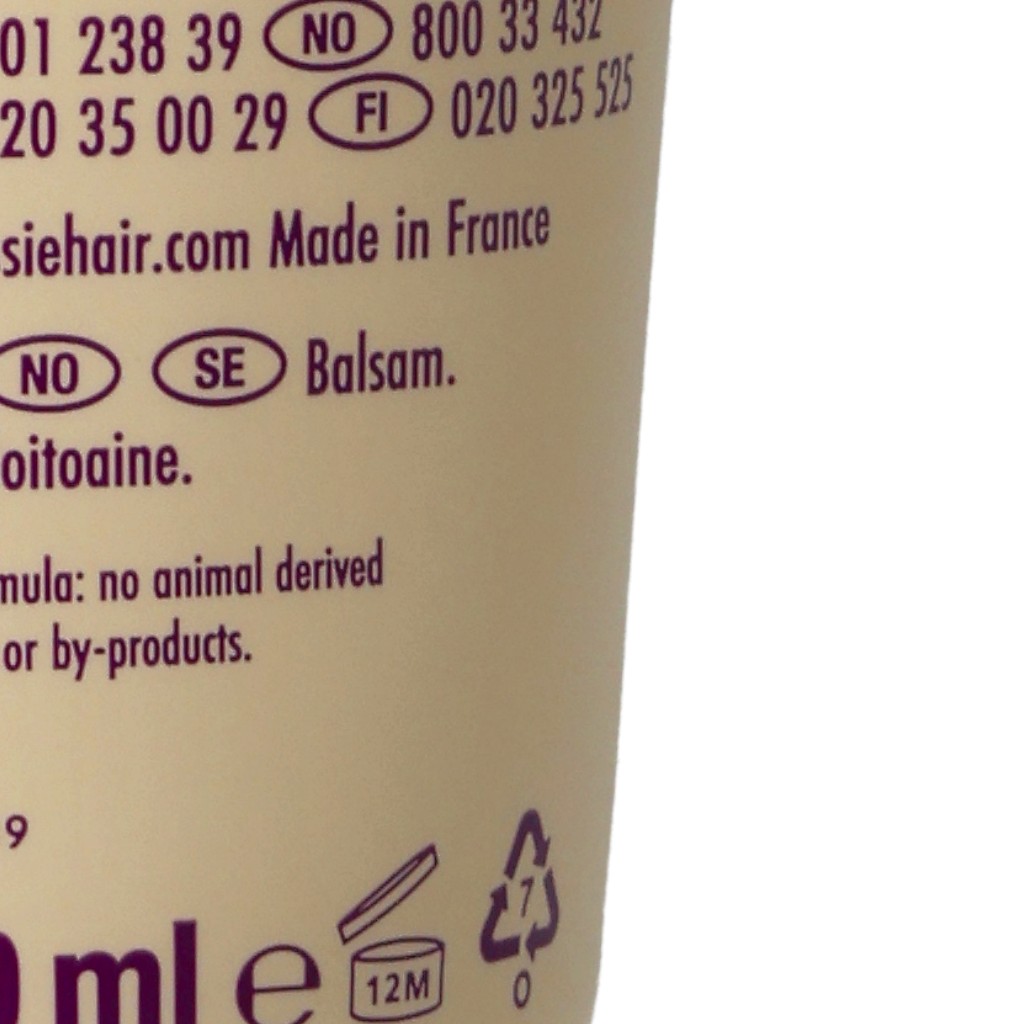 01 238 39 NO 800 33 432
20 35 00 29 FI 020 325 525
siehair.com Made in France
NO SE Balsam.
oitoaine.
mula: no animal derived
or by-products.
9
7
ml e 12M
0